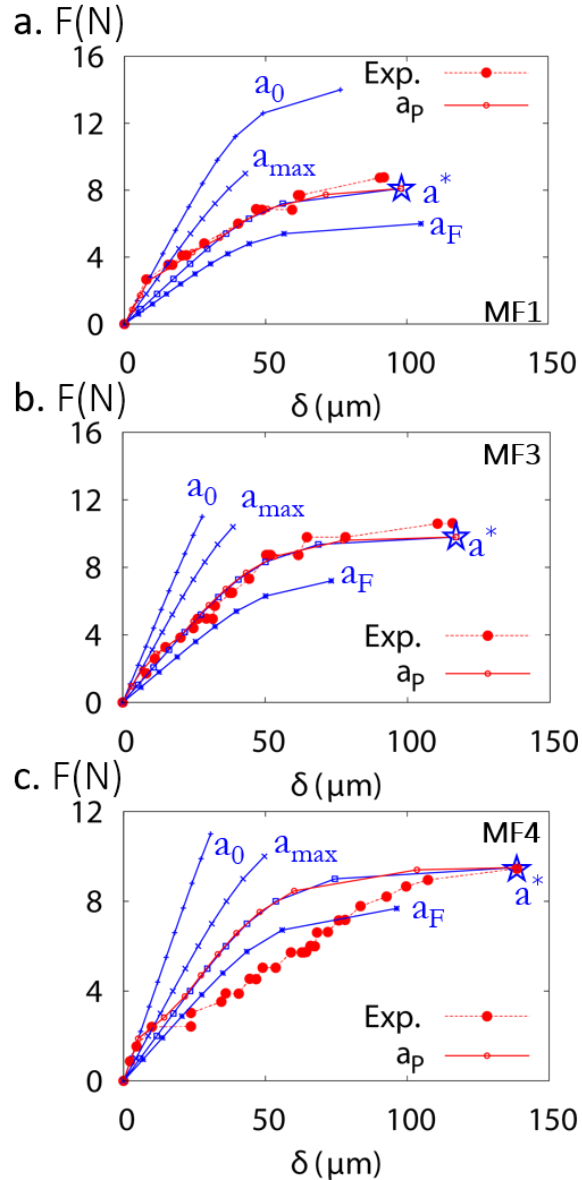 a. F(N)
16
12
8
4
0
a0
amax
a*
aF
Exp.
aP
MF1
0 50 100 150
δ (μm)
b. F(N)
16
12
8
4
0
a0
amax
a*
aF
MF3
Exp.
aP
0 50 100 150
δ (μm)
c. F(N)
12
8
4
0
a0
amax
MF4
a*
aF
Exp.
aP
0 50 100 150
δ (μm)